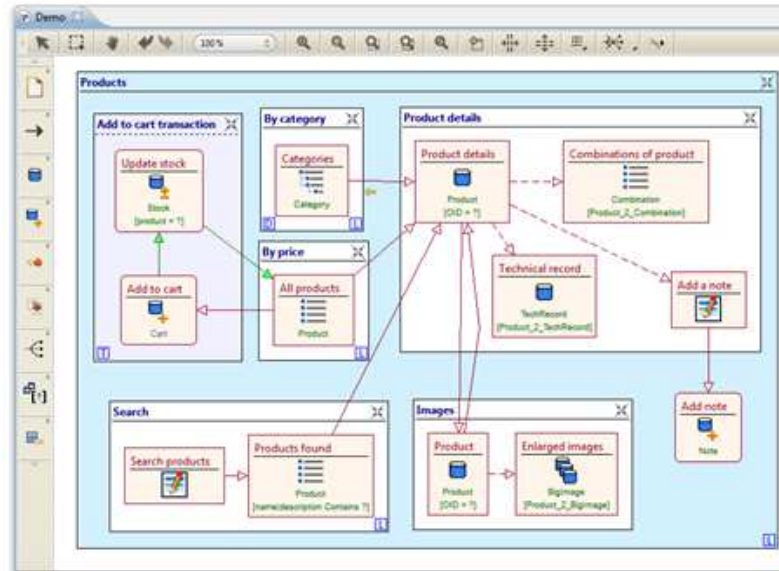 Demo
100%
Products
Add to cart transaction
Update stock
Stock
[product = ?]
Add to cart
Cart
T
By category
Categories
Category
D
L
By price
All products
Product
L
Product details
Product details
Product
[OID = ?]
Combinations of product
Combination
[Product_2_Combination]
Technical record
TechRecord
[Product_2_TechRecord]
Add a note
Add note
Note
Search
Search products
Products found
Product
[name|description Contains ?]
L
Images
Product
Product
[OID = ?]
Enlarged images
BigImage
[Product_2_BigImage]
L